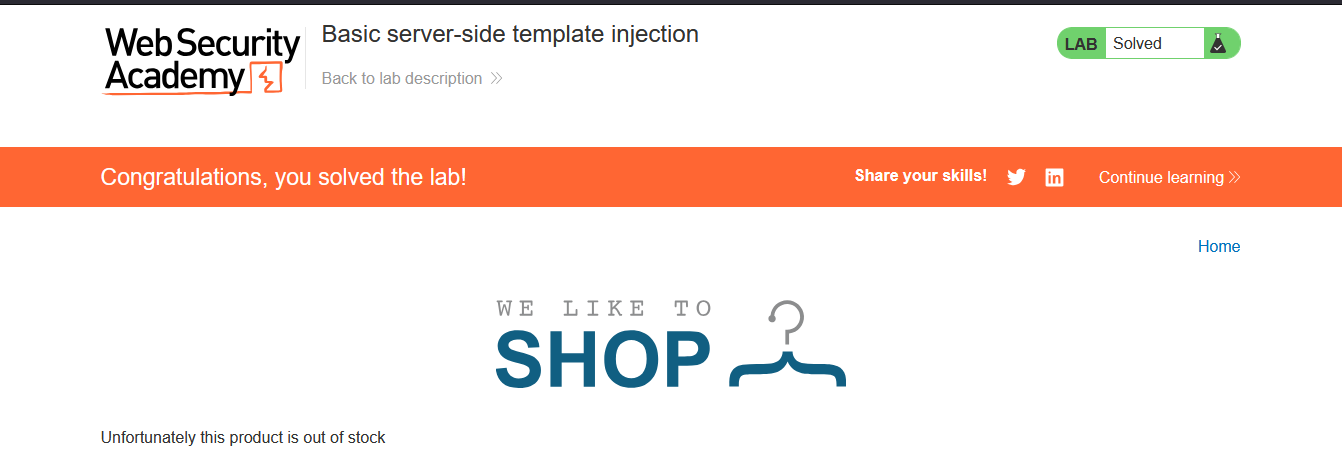 Web Security
Academy
Basic server-side template injection
Back to lab description
LAB Solved
Congratulations, you solved the lab!
Share your skills!
Continue learning
Home
WE LIKE TO
SHOP
Unfortunately this product is out of stock